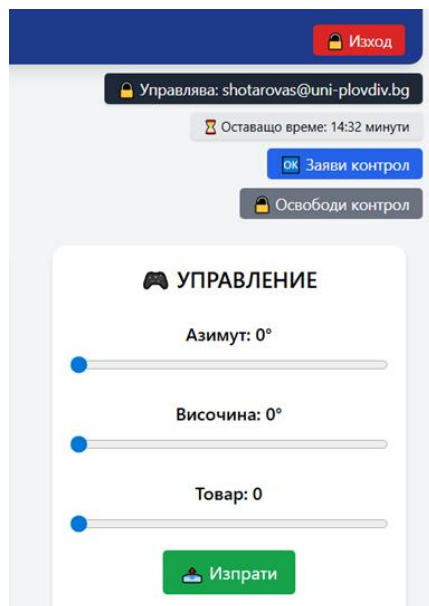 🔒 Изход
🔒 Управлява: shotarovas@uni-plovdiv.bg
⏳ Оставащо време: 14:32 минути
🆗 Заяви контрол
🔒 Освободи контрол
🎮 УПРАВЛЕНИЕ
Азимут: 0°
Височина: 0°
Товар: 0
📤 Изпрати